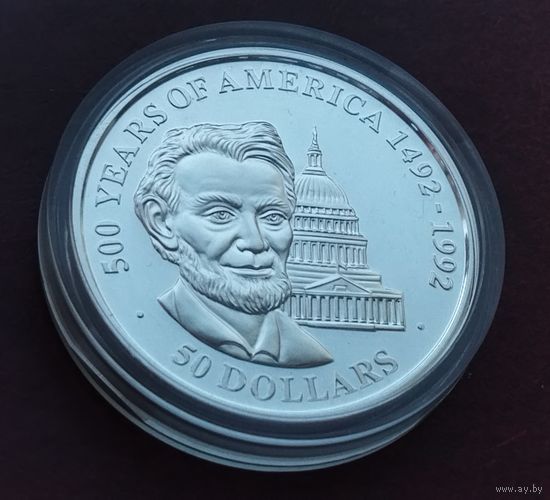 500 YEARS OF AMERICA 1492-1992
50 DOLLARS
www.ay.by